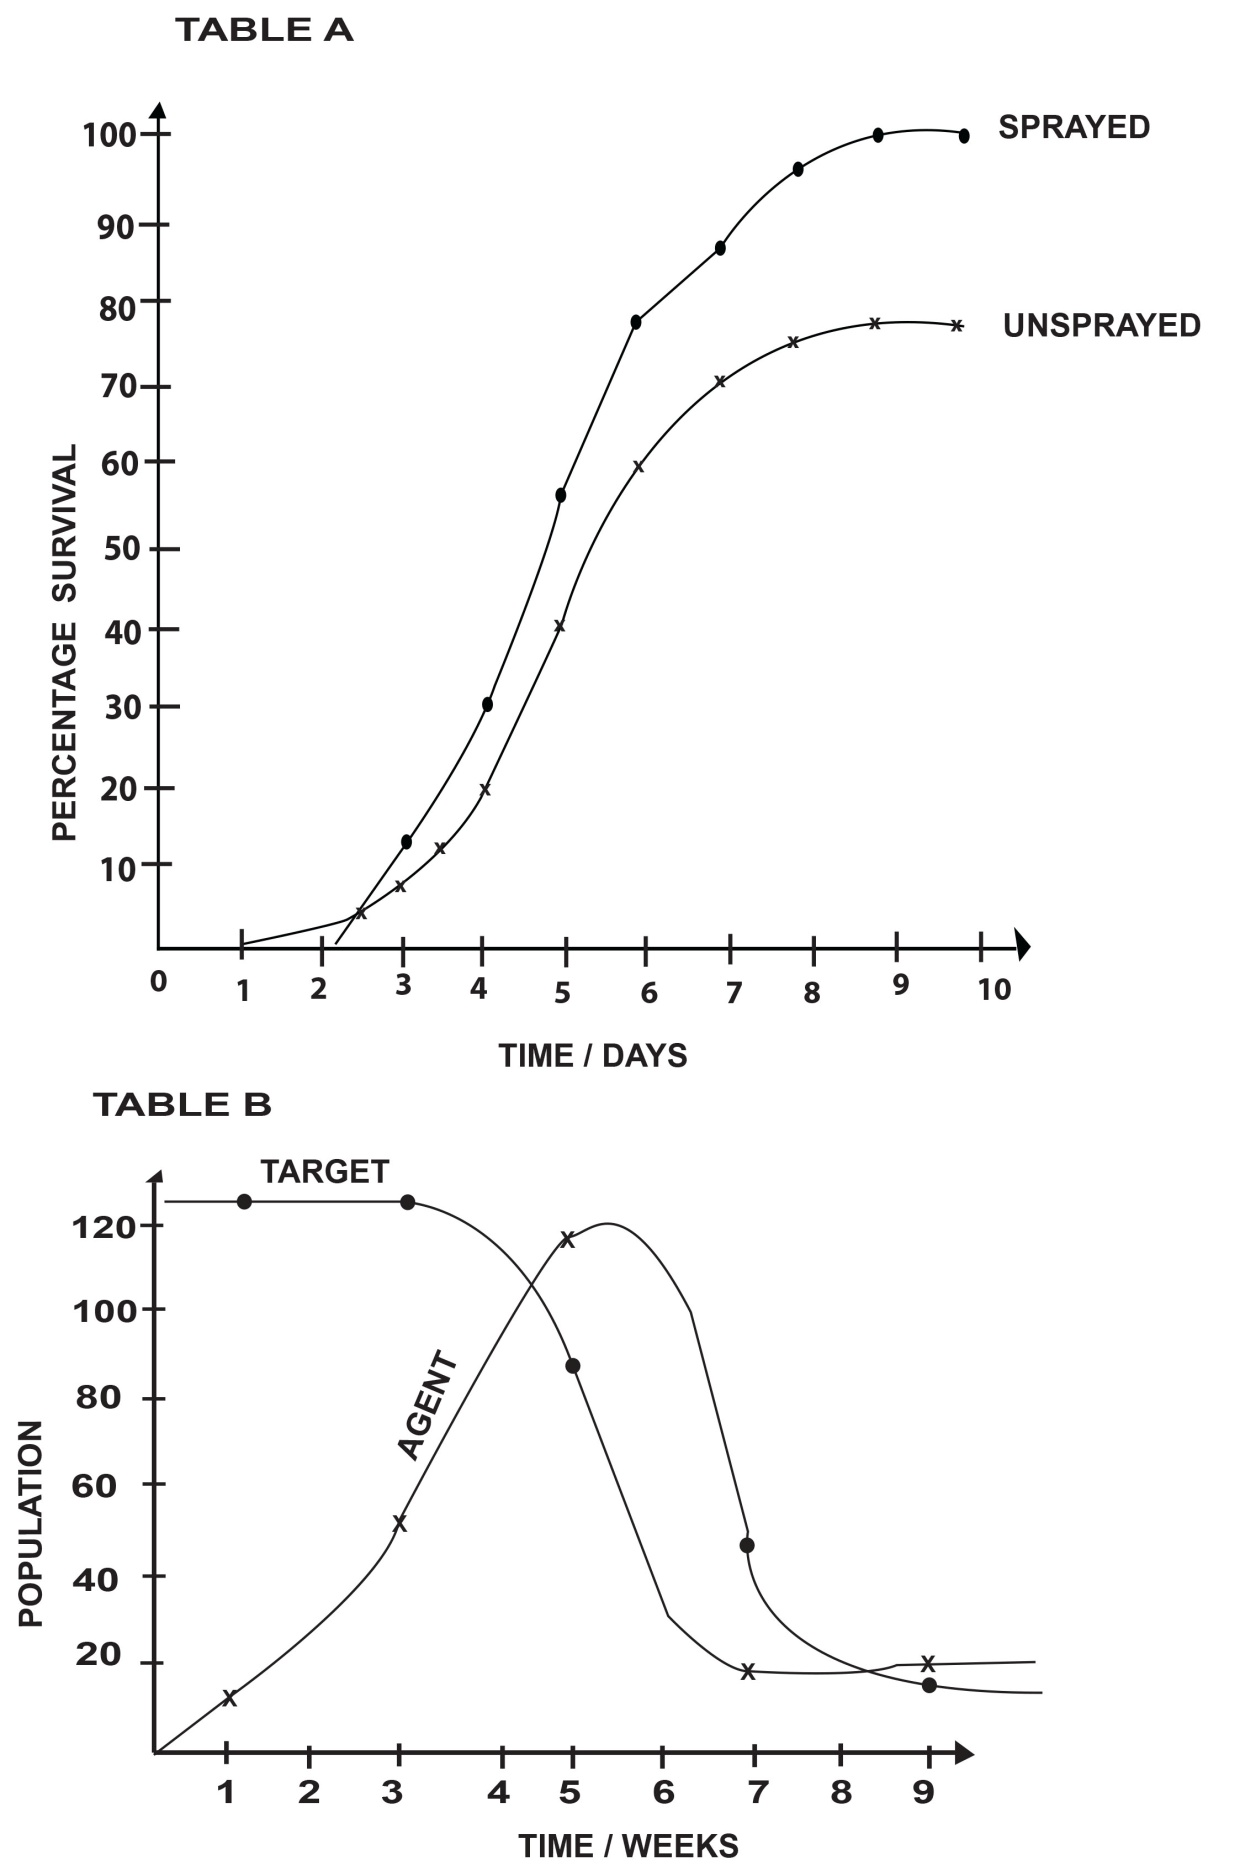 TABLE A
100
90
80
70
60
50
40
30
20
10
PERCENTAGE SURVIVAL
SPRAYED
UNSPRAYED
0 1 2 3 4 5 6 7 8 9 10
TIME / DAYS
TABLE B
TARGET
120
100
80
60
40
20
POPULATION
AGENT
1 2 3 4 5 6 7 8 9
TIME / WEEKS